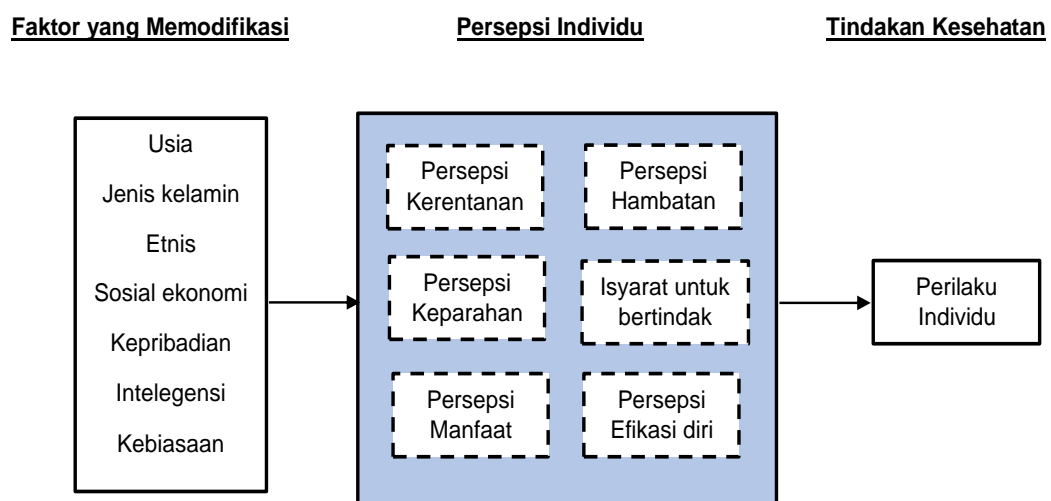 Faktor yang Memodifikasi
Persepsi Individu
Tindakan Kesehatan
Usia
Jenis kelamin
Etnis
Sosial ekonomi
Kepribadian
Intelegensi
Kebiasaan
Persepsi
Kerentanan
Persepsi
Hambatan
Persepsi
Keparahan
Isyarat untuk
bertindak
Persepsi
Manfaat
Persepsi
Efikasi diri
Perilaku
Individu